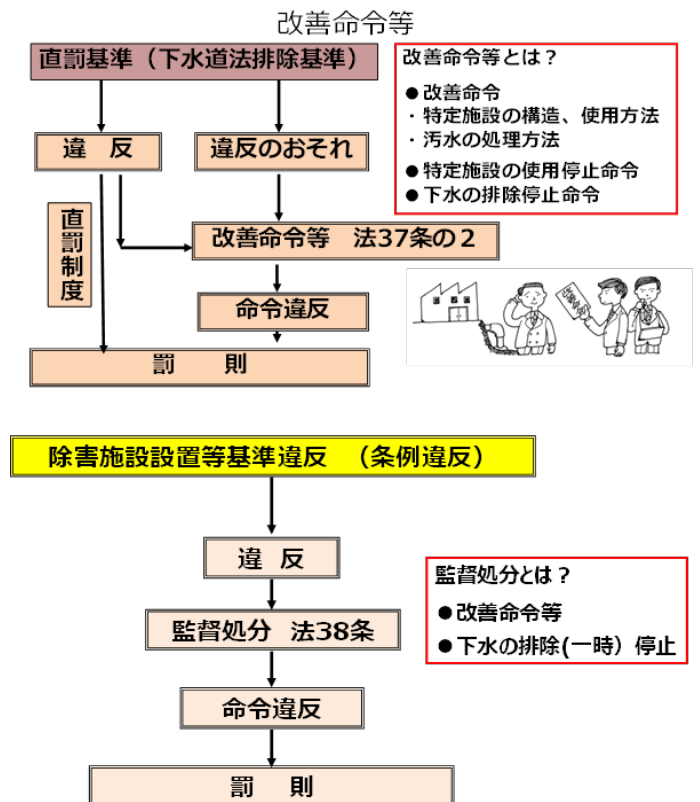 改善命令等
直罰基準（下水道法排除基準）
改善命令等とは？
●改善命令
・特定施設の構造、使用方法
・汚水の処理方法
●特定施設の使用停止命令
●下水の排除停止命令
違　反
違反のおそれ
直罰制度
改善命令等　法37条の２
命令違反
罰　　則
改善命令
除害施設設置等基準違反　（条例違反）
違　反
監督処分とは？
●改善命令等
●下水の排除(一時）停止
監督処分　法38条
命令違反
罰　則